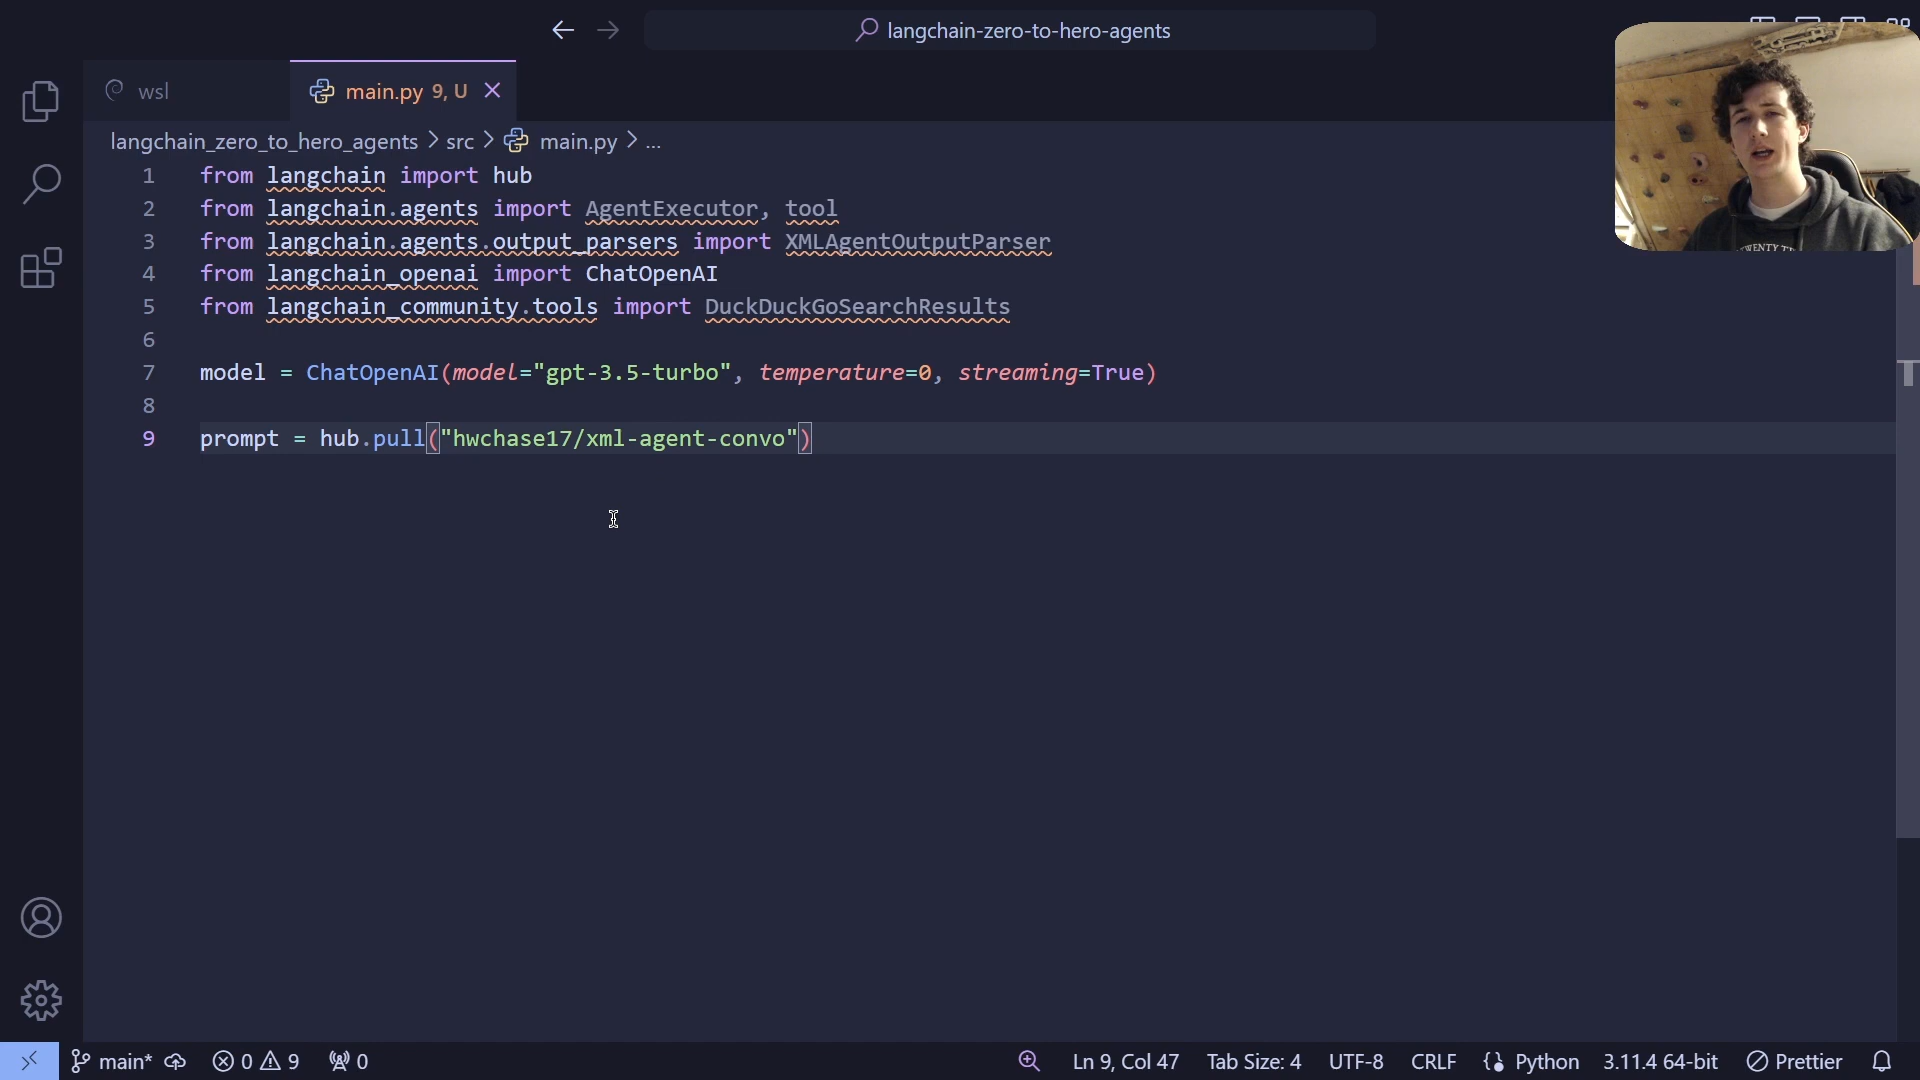 langchain-zero-to-hero-agents
wsl
main.py 9, U
langchain_zero_to_hero_agents > src > main.py > ...
1 from langchain import hub
2 from langchain.agents import AgentExecutor, tool
3 from langchain.agents.output_parsers import XMLAgentOutputParser
4 from langchain_openai import ChatOpenAI
5 from langchain_community.tools import DuckDuckGoSearchResults
6
7 model = ChatOpenAI(model="gpt-3.5-turbo", temperature=0, streaming=True)
8
9 prompt = hub.pull("hwchase17/xml-agent-convo")
main* 0 9 0 Ln 9, Col 47 Tab Size: 4 UTF-8 CRLF Python 3.11.4 64-bit Prettier